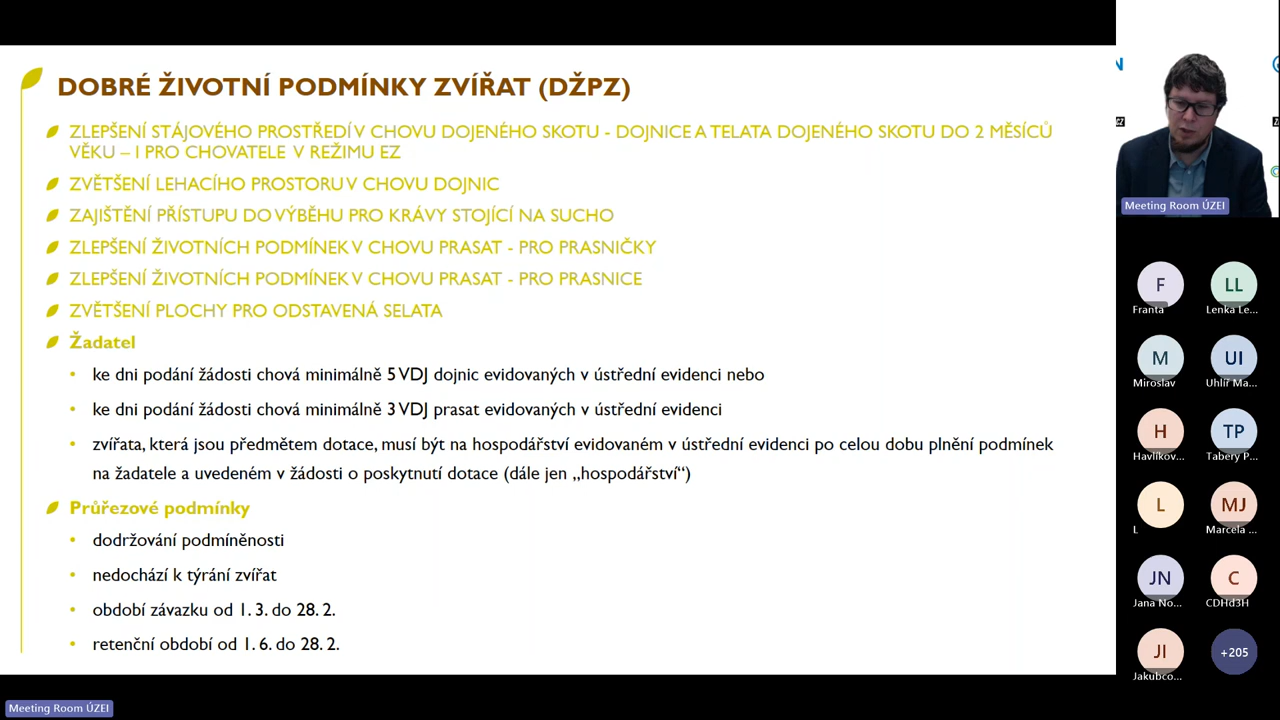 DOBRÉ ŽIVOTNÍ PODMÍNKY ZVÍŘAT (DŽPZ)
ZLEPŠENÍ STÁJOVÉHO PROSTŘEDÍ V CHOVU DOJENÉHO SKOTU - DOJNICE A TELATA DOJENÉHO SKOTU DO 2 MĚSÍCŮ
VĚKU – I PRO CHOVATELE V REŽIMU EZ
ZVĚTŠENÍ LEHACÍHO PROSTORU V CHOVU DOJNIC
ZAJIŠTĚNÍ PŘÍSTUPU DO VÝBĚHU PRO KRÁVY STOJÍCÍ NA SUCHO
ZLEPŠENÍ ŽIVOTNÍCH PODMÍNEK V CHOVU PRASAT - PRO PRASNIČKY
ZLEPŠENÍ ŽIVOTNÍCH PODMÍNEK V CHOVU PRASAT - PRO PRASNICE
ZVĚTŠENÍ PLOCHY PRO ODSTAVENÁ SELATA
Žadatel
• ke dni podání žádosti chová minimálně 5 VDJ dojnic evidovaných v ústřední evidenci nebo
• ke dni podání žádosti chová minimálně 3 VDJ prasat evidovaných v ústřední evidenci
• zvířata, která jsou předmětem dotace, musí být na hospodářství evidovaném v ústřední evidenci po celou dobu plnění podmínek
na žadatele a uvedeném v žádosti o poskytnutí dotace (dále jen „hospodářství“)
Průřezové podmínky
• dodržování podmíněnosti
• nedochází k týrání zvířat
• období závazku od 1. 3. do 28. 2.
• retenční období od 1. 6. do 28. 2.
Meeting Room ÚZEI
Meeting Room ÚZEI
F
Franta
LL
Lenka Le...
M
Miroslav
UI
Uhlíř Ma...
H
Havlíkov...
TP
Tabery P...
L
L
MJ
Marcela ...
JN
Jana No...
C
CDHd3H
JI
Jakubco...
+205